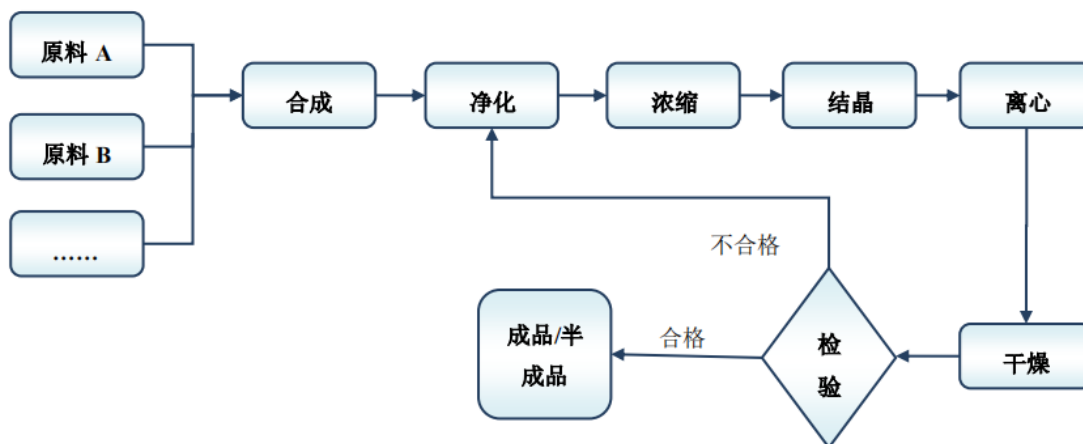 原料 A
合成
净化
浓缩
结晶
离心
原料 B
……
不合格
合格
成品/半
成品
检
验
干燥